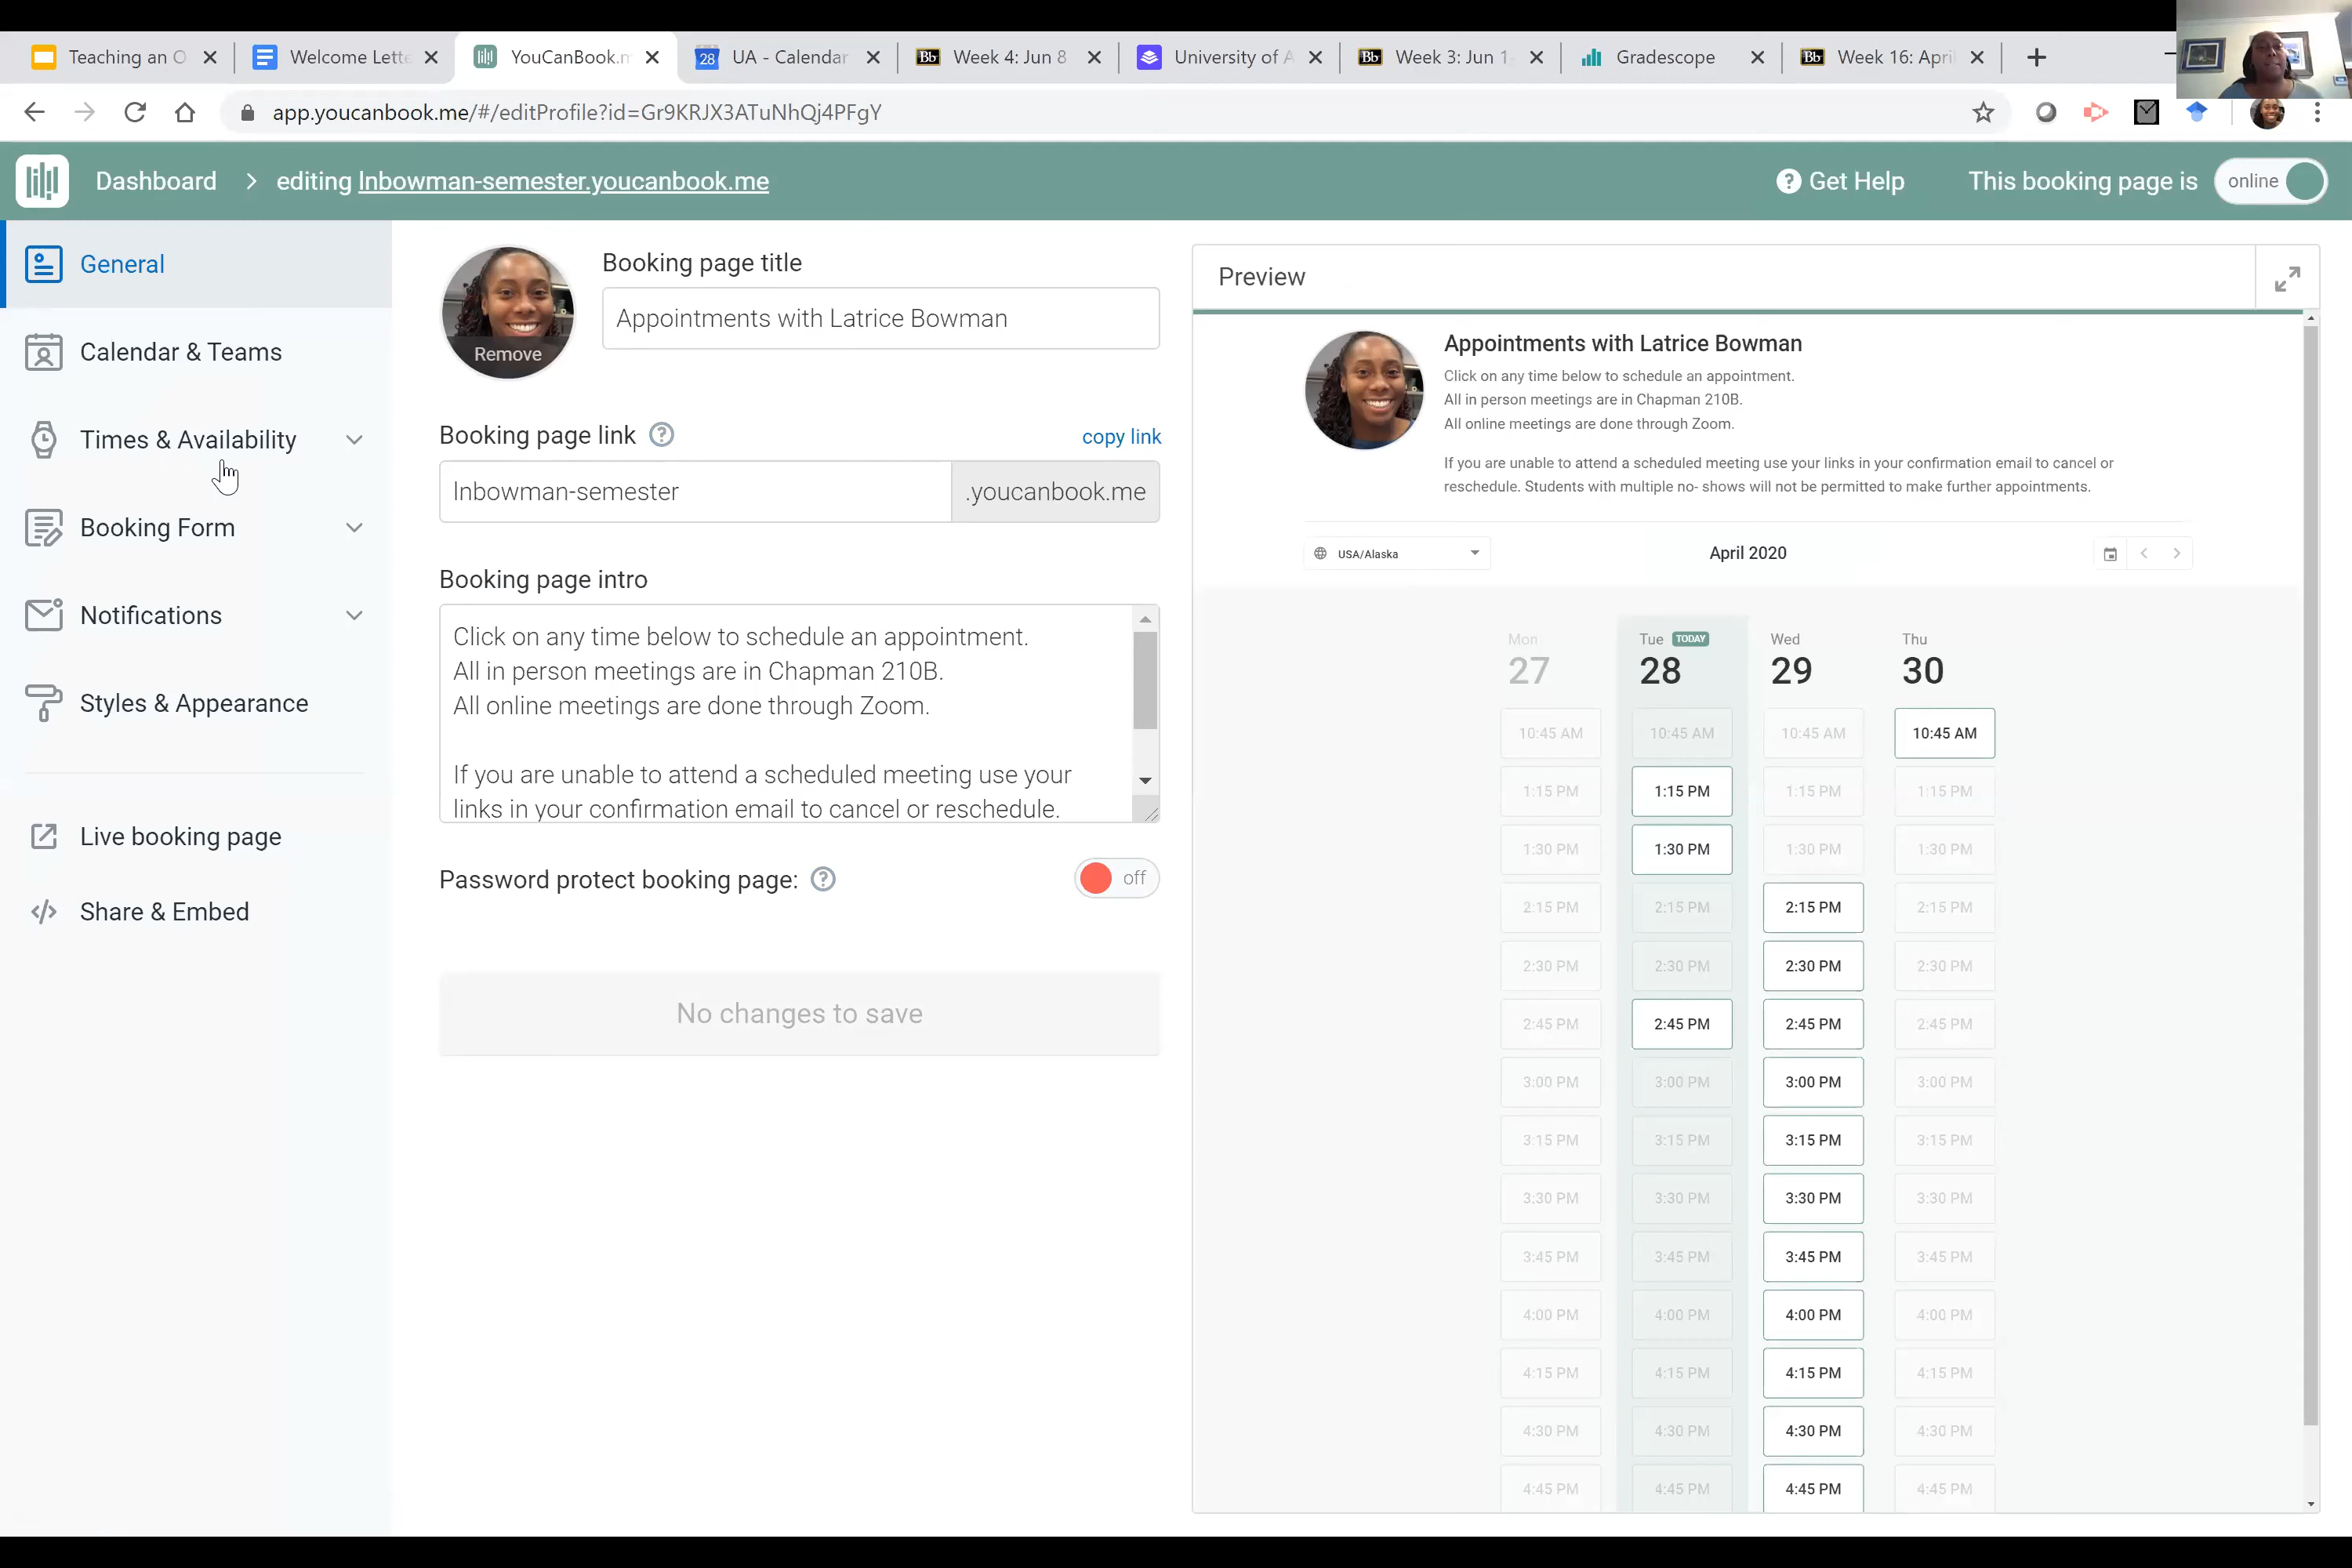 Teaching an O
Welcome Lette
YouCanBook.m
28
UA - Calendar
Bb
Week 4: Jun 8
University of A
Bb
Week 3: Jun 1
Gradescope
Bb
Week 16: April
app.youcanbook.me/#/editProfile?id=Gr9KRJX3ATuNhQj4PFgY
Dashboard
editing lnbowman-semester.youcanbook.me
Get Help
This booking page is
online
General
Calendar & Teams
Times & Availability
Booking Form
Notifications
Styles & Appearance
Live booking page
Share & Embed
Remove
Booking page title
Appointments with Latrice Bowman
Booking page link
copy link
lnbowman-semester
.youcanbook.me
Booking page intro
Click on any time below to schedule an appointment.
All in person meetings are in Chapman 210B.
All online meetings are done through Zoom.
If you are unable to attend a scheduled meeting use your
links in your confirmation email to cancel or reschedule.
Password protect booking page:
off
No changes to save
Preview
Appointments with Latrice Bowman
Click on any time below to schedule an appointment.
All in person meetings are in Chapman 210B.
All online meetings are done through Zoom.
If you are unable to attend a scheduled meeting use your links in your confirmation email to cancel or
reschedule. Students with multiple no- shows will not be permitted to make further appointments.
USA/Alaska
April 2020
Mon
Tue TODAY
Wed
Thu
27
28
29
30
10:45 AM 10:45 AM 10:45 AM 10:45 AM
1:15 PM 1:15 PM 1:15 PM 1:15 PM
1:30 PM 1:30 PM 1:30 PM 1:30 PM
2:15 PM 2:15 PM 2:15 PM 2:15 PM
2:30 PM 2:30 PM 2:30 PM 2:30 PM
2:45 PM 2:45 PM 2:45 PM 2:45 PM
3:00 PM 3:00 PM 3:00 PM 3:00 PM
3:15 PM 3:15 PM 3:15 PM 3:15 PM
3:30 PM 3:30 PM 3:30 PM 3:30 PM
3:45 PM 3:45 PM 3:45 PM 3:45 PM
4:00 PM 4:00 PM 4:00 PM 4:00 PM
4:15 PM 4:15 PM 4:15 PM 4:15 PM
4:30 PM 4:30 PM 4:30 PM 4:30 PM
4:45 PM 4:45 PM 4:45 PM 4:45 PM